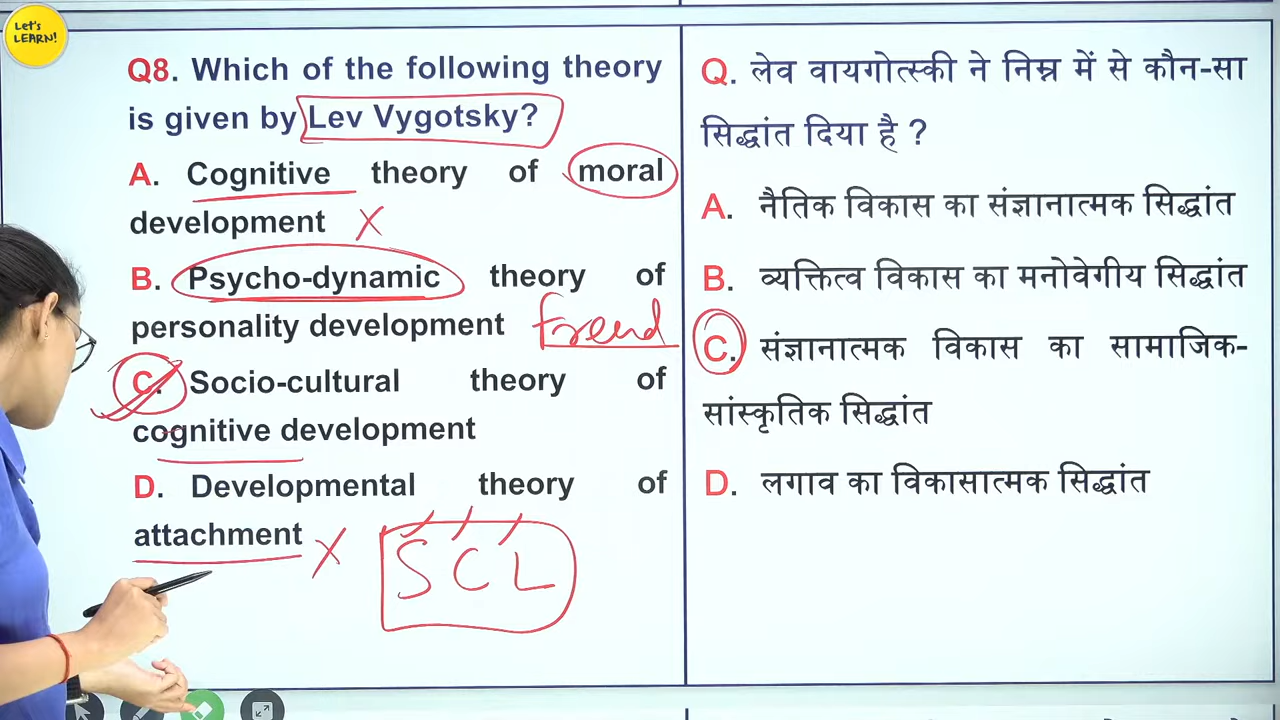 Let's
LEARN!
Q8. Which of the following theory
is given by Lev Vygotsky?
A. Cognitive theory of moral
development X
B. Psycho-dynamic theory of
personality development Freud
C. Socio-cultural theory of
cognitive development
D. Developmental theory of
attachment X
S C L
Q. लेव वायगोत्स्की ने निम्न में से कौन-सा
सिद्धांत दिया है ?
A. नैतिक विकास का संज्ञानात्मक सिद्धांत
B. व्यक्तित्व विकास का मनोवेगीय सिद्धांत
C. संज्ञानात्मक विकास का सामाजिक-
सांस्कृतिक सिद्धांत
D. लगाव का विकासात्मक सिद्धांत